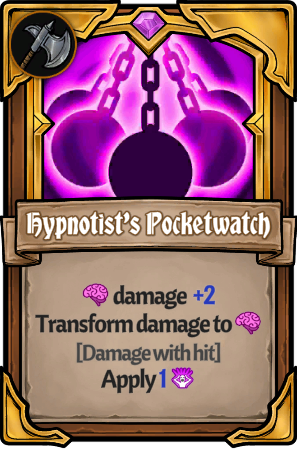 Hypnotist's Pocketwatch
damage +2
Transform damage to
[Damage with hit]
Apply 1